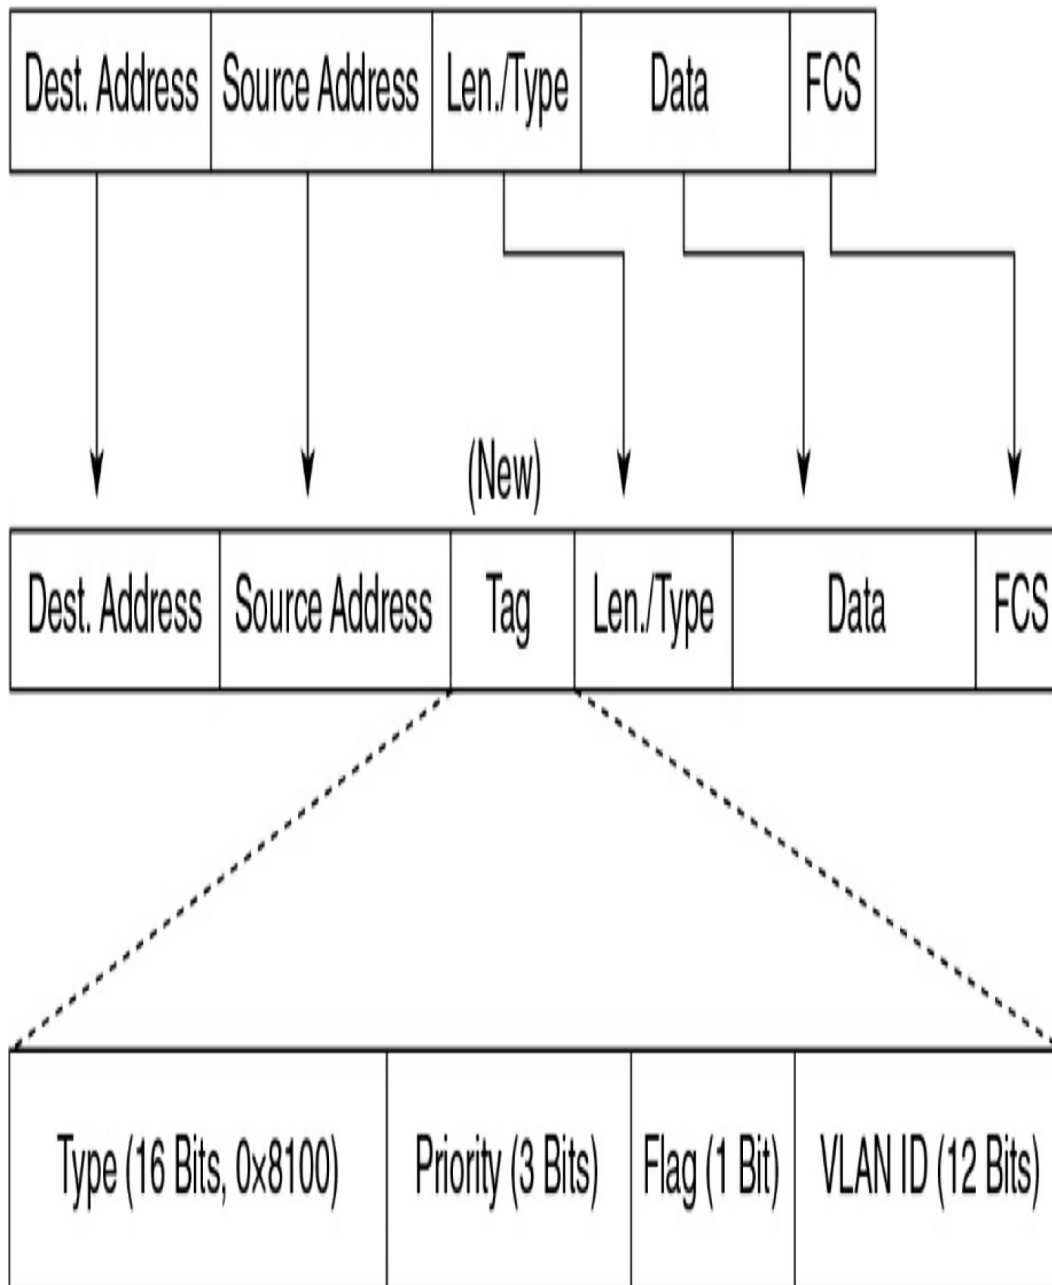 Dest. Address Source Address Len./Type Data FCS
(New)
Dest. Address Source Address Tag Len./Type Data FCS
Type (16 Bits, 0x8100) Priority (3 Bits) Flag (1 Bit) VLAN ID (12 Bits)